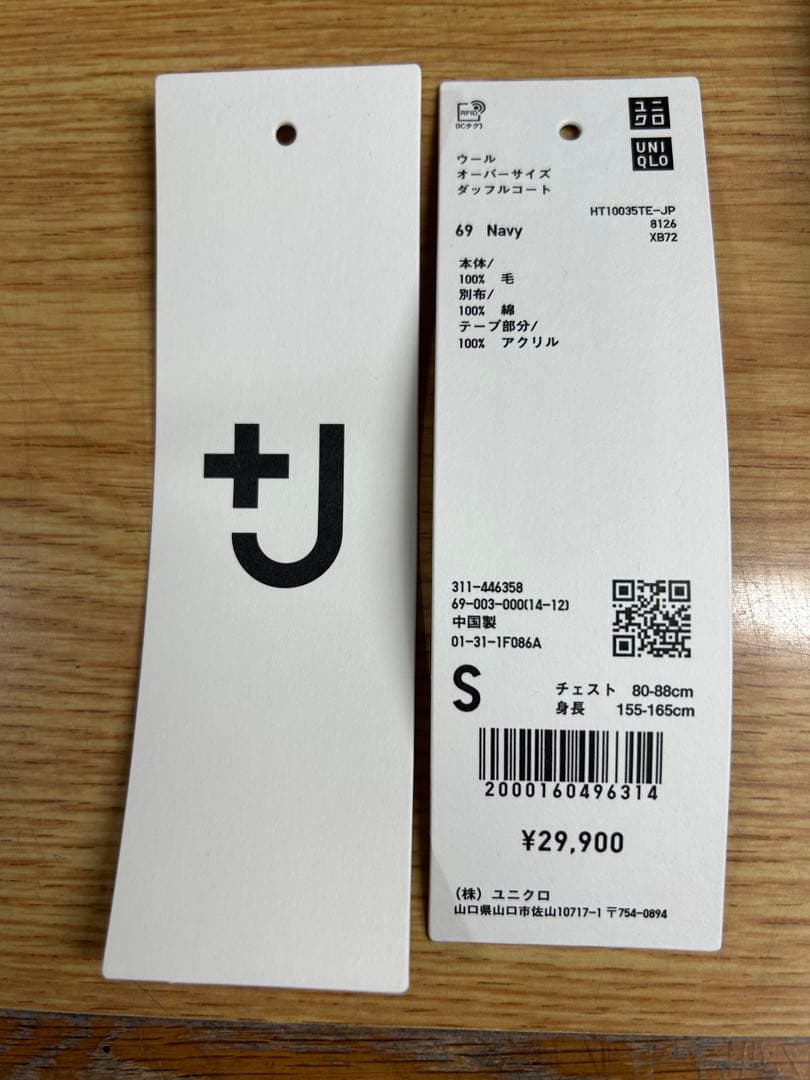 +J
RFID
(ICタグ)
ユニ
クロ
UNI
QLO
ウール
オーバーサイズ
ダッフルコート
HT10035TE-JP
8126
XB72
69 Navy
本体/
100% 毛
別布/
100% 綿
テープ部分/
100% アクリル
311-446358
69-003-000(14-12)
中国製
01-31-1F086A
S
チェスト 80-88cm
身長 155-165cm
2000160496314
¥29,900
(株) ユニクロ
山口県山口市佐山10717-1 〒754-0894